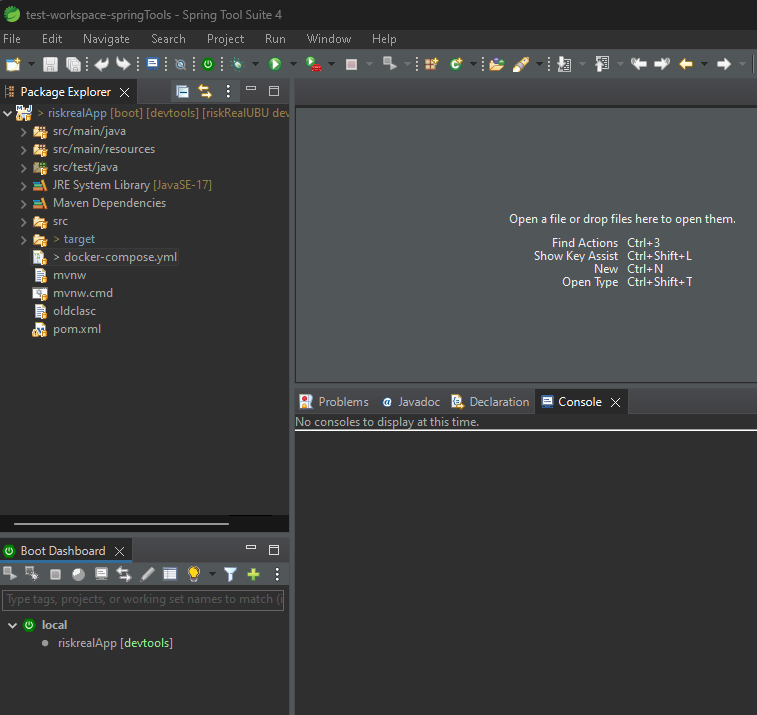 test-workspace-springTools - Spring Tool Suite 4
File Edit Navigate Search Project Run Window Help
Package Explorer
> riskrealApp [boot] [devtools] [riskRealUBU dev
src/main/java
src/main/resources
src/test/java
JRE System Library [JavaSE-17]
Maven Dependencies
src
> target
> docker-compose.yml
mvnw
mvnw.cmd
oldclasc
pom.xml
Open a file or drop files here to open them.
Find Actions Ctrl+3
Show Key Assist Ctrl+Shift+L
New Ctrl+N
Open Type Ctrl+Shift+T
Problems Javadoc Declaration Console
No consoles to display at this time.
Boot Dashboard
Type tags, projects, or working set names to match (
local
riskrealApp [devtools]